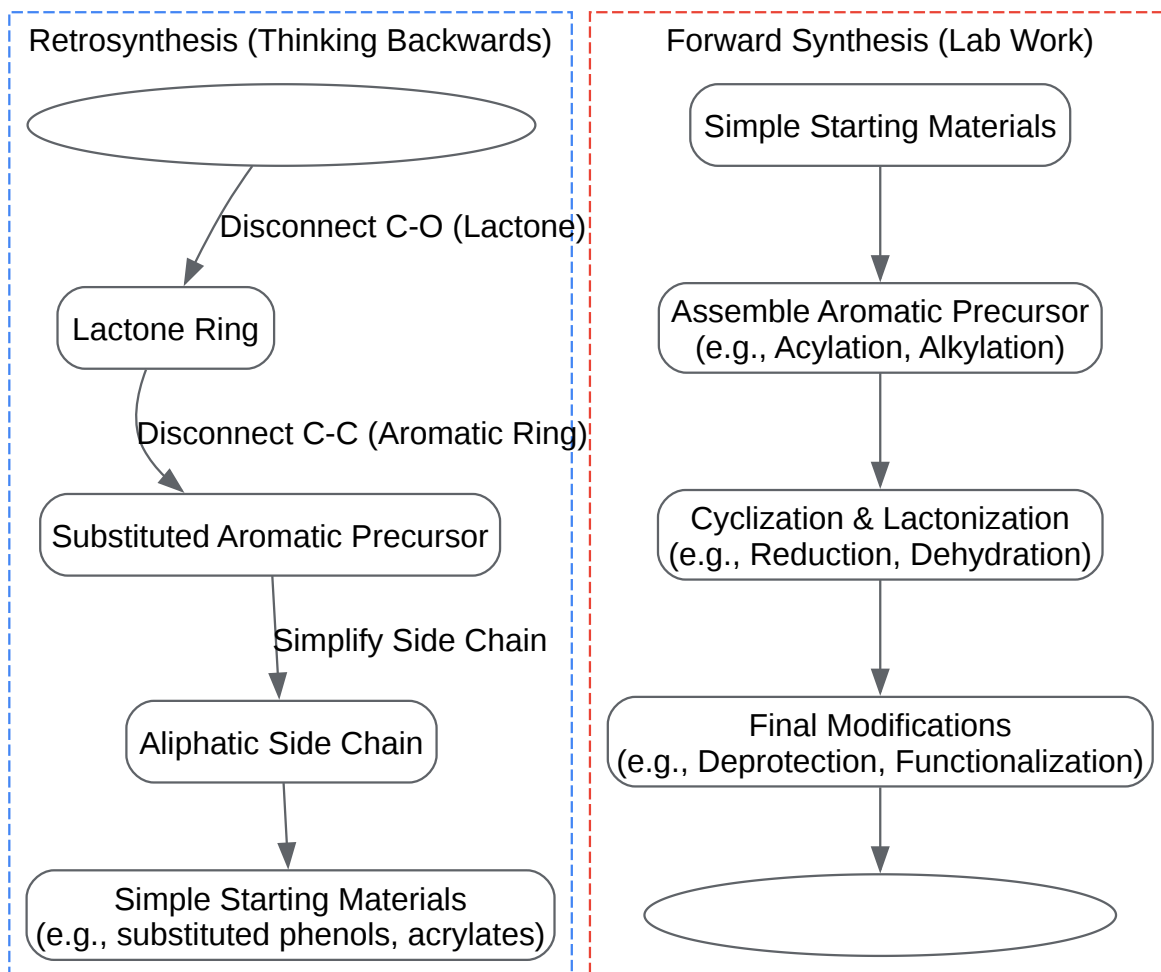 Retrosynthesis (Thinking Backwards)
Disconnect C-O (Lactone)
Lactone Ring
Disconnect C-C (Aromatic Ring)
Substituted Aromatic Precursor
Simplify Side Chain
Aliphatic Side Chain
Simple Starting Materials
(e.g., substituted phenols, acrylates)
Forward Synthesis (Lab Work)
Simple Starting Materials
Assemble Aromatic Precursor
(e.g., Acylation, Alkylation)
Cyclization & Lactonization
(e.g., Reduction, Dehydration)
Final Modifications
(e.g., Deprotection, Functionalization)